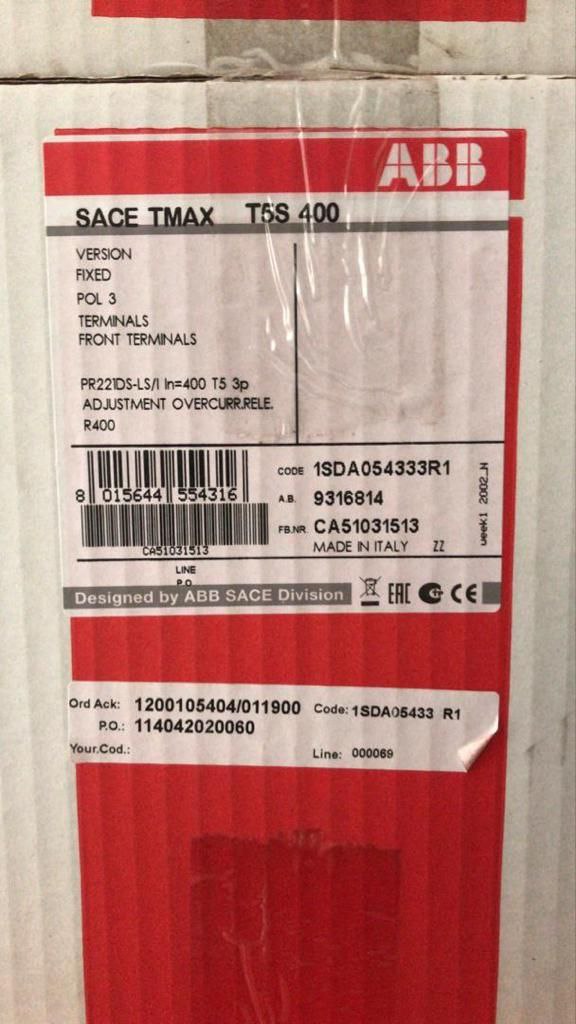 ABB
SACE TMAX T5S 400
VERSION
FIXED
POL 3
TERMINALS
FRONT TERMINALS
PR221DS-LS/I In=400 T5 3p
ADJUSTMENT OVERCURR.RELE.
R400
8 015644 554316
CA51031513
CODE 1SDA054333R1
A.B. 9316814
FB.NR. CA51031513
MADE IN ITALY ZZ
week1 2002_N
LINE
P.O
Designed by ABB SACE Division EAC CE
Ord Ack: 1200105404/011900 Code: 1SDA05433 R1
P.O.: 114042020060
Your.Cod.: Line: 000069